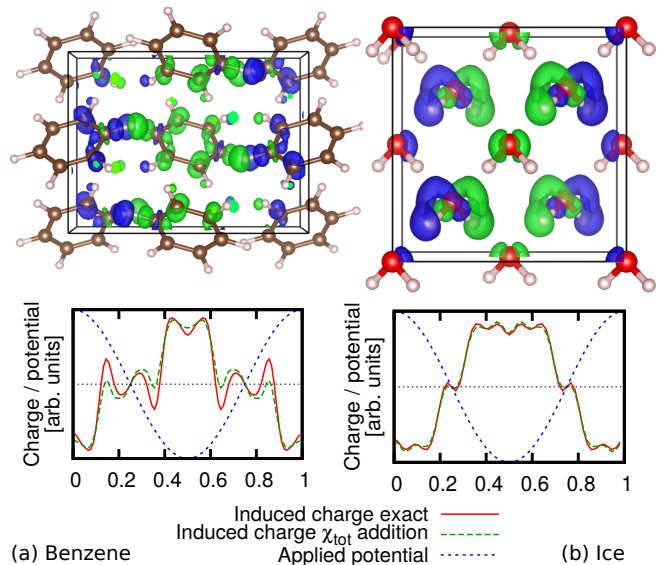 Charge / potential
[arb. units]
0 0.2 0.4 0.6 0.8 1
Charge / potential
[arb. units]
0 0.2 0.4 0.6 0.8 1
Induced charge exact
Induced charge χtot addition
Applied potential
(a) Benzene
(b) Ice